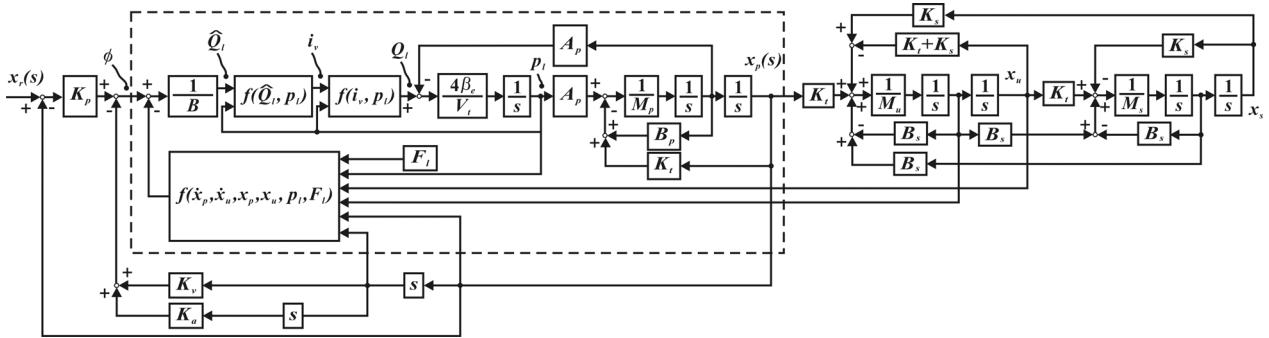 K_s
K_t+K_s
K_s
x_r(s)
K_p
ϕ
1/B
Q̂_l
f(Q̂_l, p_l)
i_v
f(i_v, p_l)
Q_l
4β_e/V_t
1/s
p_l
A_p
A_p
1/M_p
1/s
1/s
x_p(s)
K_t
1/M_u
1/s
1/s
x_u
K_t
1/M_s
1/s
1/s
x_s
B_p
K_t
B_s
B_s
B_s
B_s
F_l
f(ẋ_p,ẋ_u,x_p,x_u,p_l,F_l)
K_v
s
K_a
s